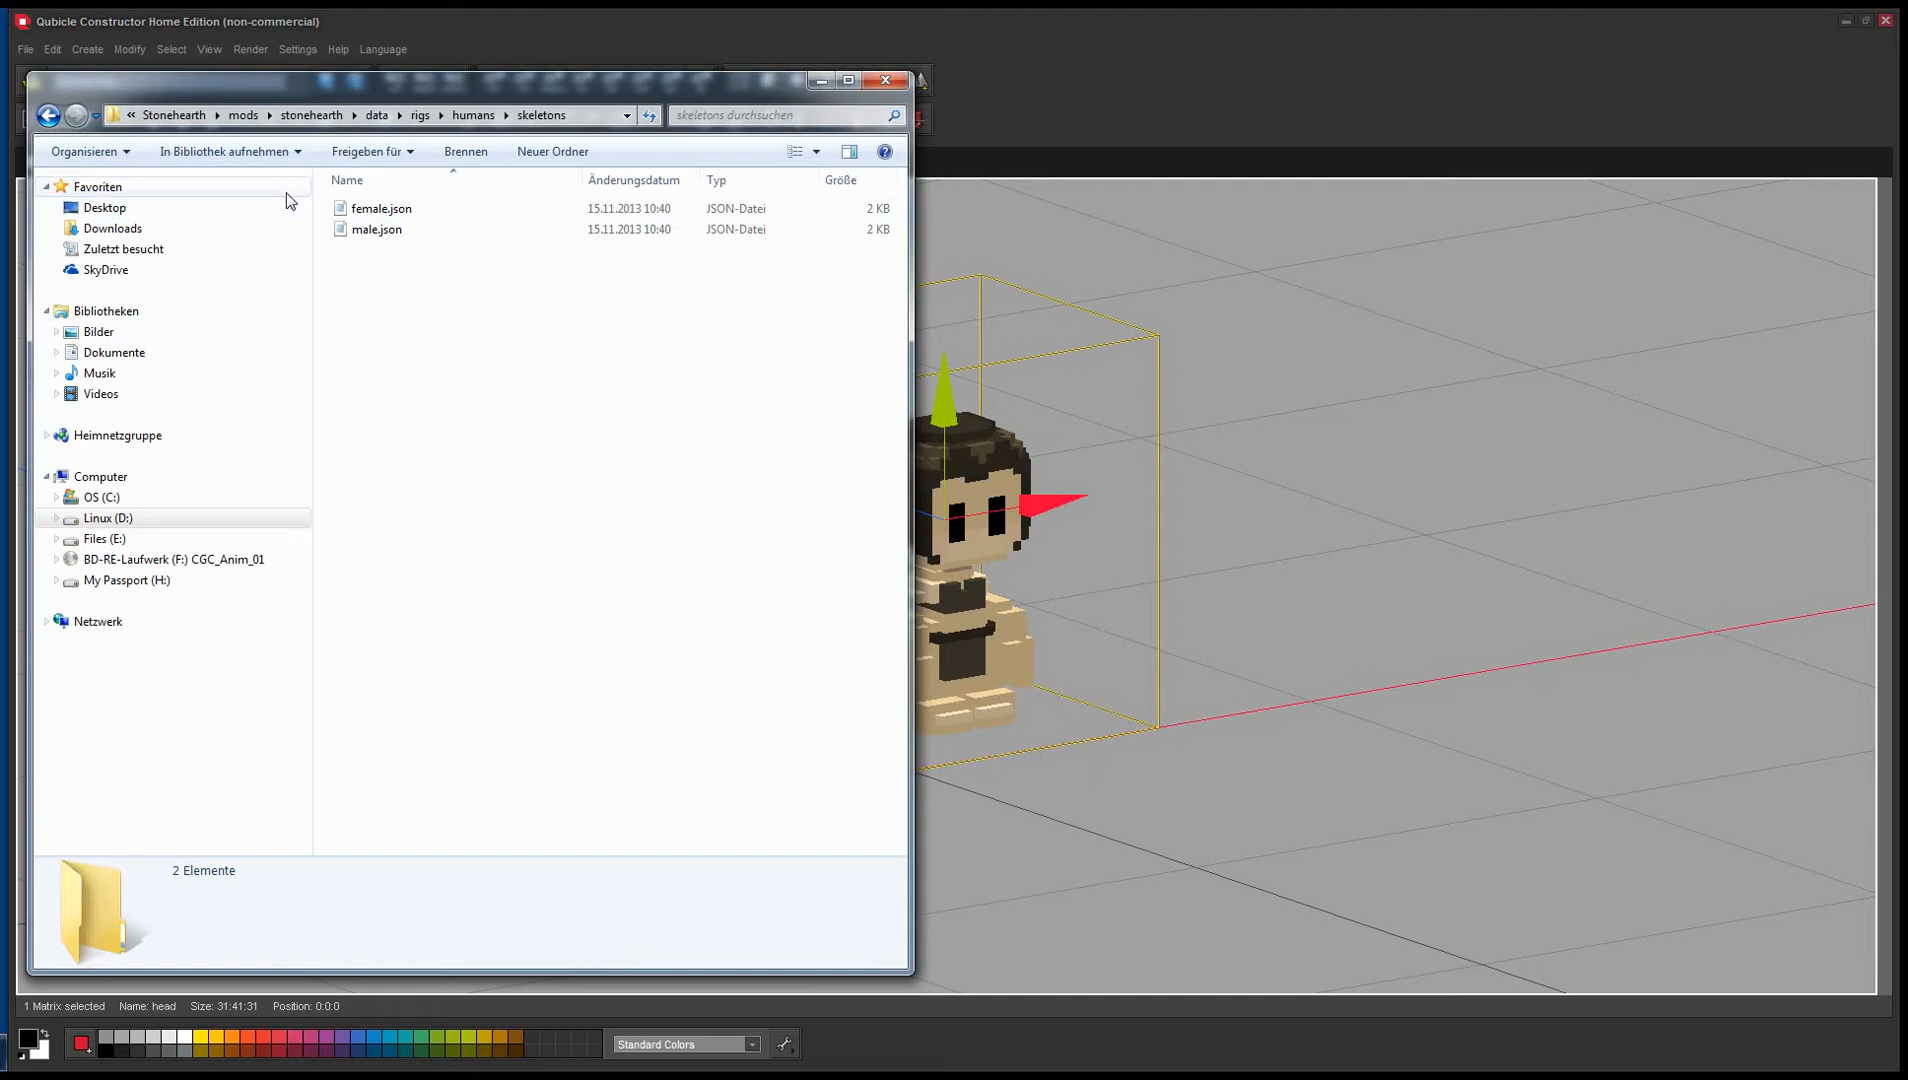 Qubicle Constructor Home Edition (non-commercial)
File Edit Create Modify Select View Render Settings Help Language
« Stonehearth mods stonehearth data rigs humans skeletons
skeletons durchsuchen
Organisieren In Bibliothek aufnehmen Freigeben für Brennen Neuer Ordner
Favoriten
Desktop
Downloads
Zuletzt besucht
SkyDrive
Bibliotheken
Bilder
Dokumente
Musik
Videos
Heimnetzgruppe
Computer
OS (C:)
Linux (D:)
Files (E:)
BD-RE-Laufwerk (F:) CGC_Anim_01
My Passport (H:)
Netzwerk
Name Änderungsdatum Typ Größe
female.json 15.11.2013 10:40 JSON-Datei 2 KB
male.json 15.11.2013 10:40 JSON-Datei 2 KB
2 Elemente
1 Matrix selected Name: head Size: 31:41:31 Position: 0:0:0
Standard Colors